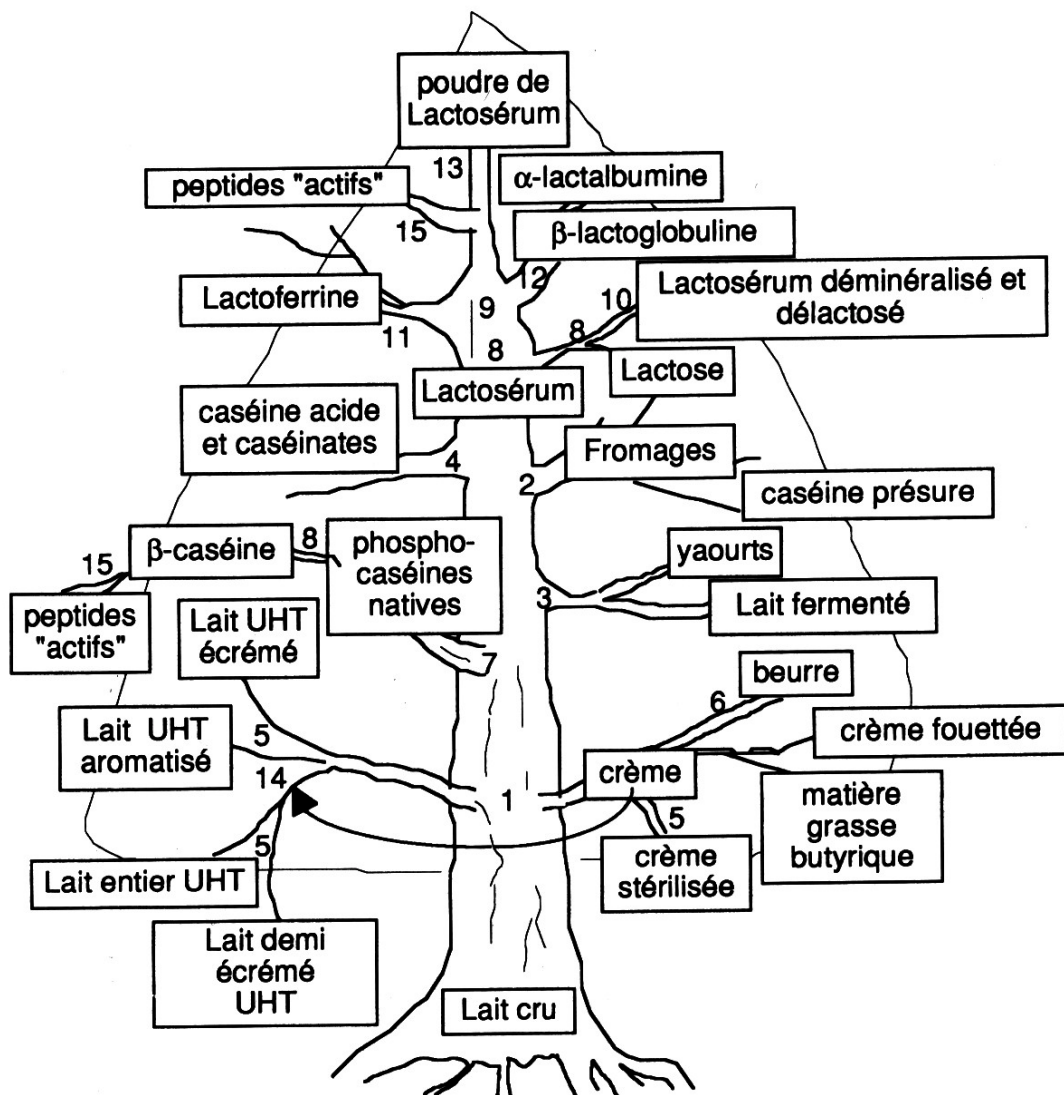 poudre de
Lactosérum
13
peptides "actifs"
α-lactalbumine
15
β-lactoglobuline
12
Lactoferrine
9
10
Lactosérum déminéralisé et
délactosé
11
8
8
Lactosérum
Lactose
caséine acide
et caséinates
Fromages
4
2
caséine présure
β-caséine
8
phospho-
caséines
natives
yaourts
15
3
Lait fermenté
peptides
"actifs"
Lait UHT
écrémé
7
beurre
6
Lait UHT
aromatisé
5
crème fouettée
14
1
crème
matière
grasse
butyrique
5
5
Lait entier UHT
crème
stérilisée
Lait demi
écrémé
UHT
Lait cru